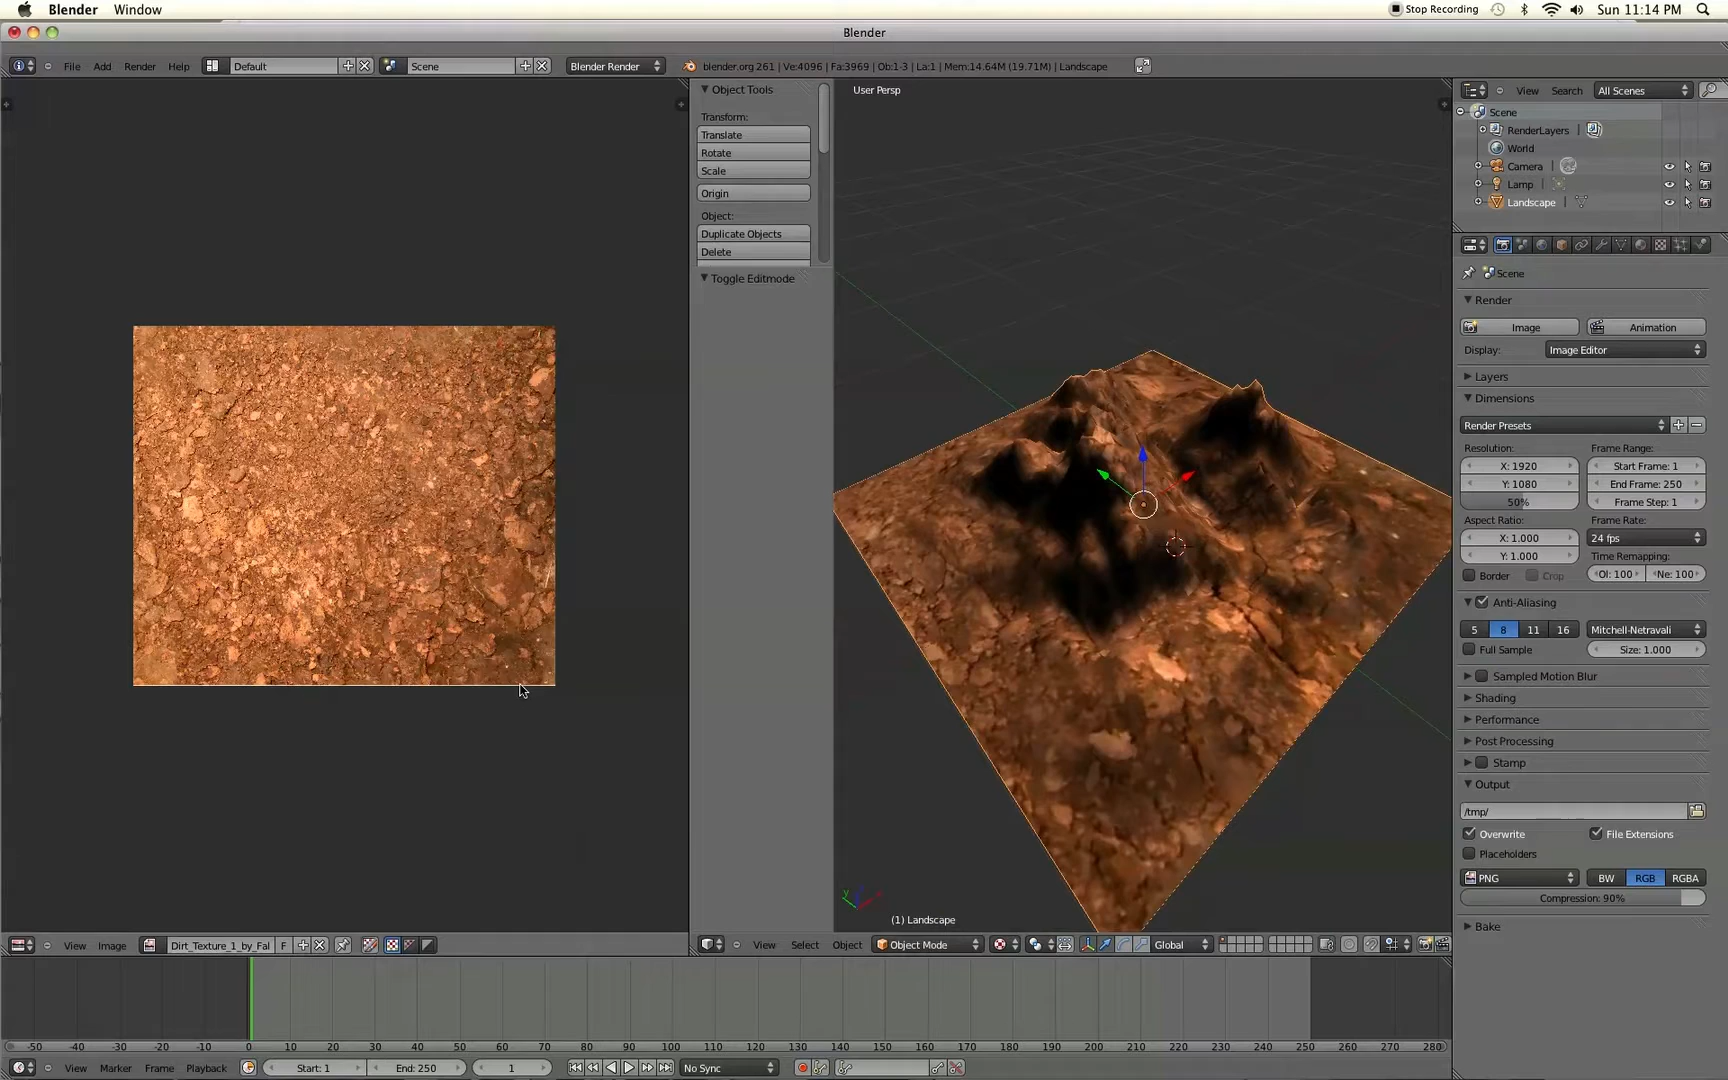 Blender Window Stop Recording Sun 11:14 PM
Blender
File Add Render Help Default Scene Blender Render blender.org 261 | Ve:4096 | Fa:3969 | Ob:1-3 | La:1 | Mem:14.64M (19.71M) | Landscape
Object Tools
Transform:
Translate
Rotate
Scale
Origin
Object:
Duplicate Objects
Delete
Toggle Editmode
User Persp
(1) Landscape
View Search All Scenes
Scene
RenderLayers
World
Camera
Lamp
Landscape
Scene
Render
Image Animation
Display: Image Editor
Layers
Dimensions
Render Presets
Resolution: Frame Range:
X: 1920 Start Frame: 1
Y: 1080 End Frame: 250
50% Frame Step: 1
Aspect Ratio: Frame Rate:
X: 1.000 24 fps
Y: 1.000 Time Remapping:
Border Crop Ol: 100 Ne: 100
Anti-Aliasing
5 8 11 16 Mitchell-Netravali
Full Sample Size: 1.000
Sampled Motion Blur
Shading
Performance
Post Processing
Stamp
Output
/tmp/
Overwrite File Extensions
Placeholders
PNG BW RGB RGBA
Compression: 90%
Bake
View Image Dirt_Texture_1_by_Fal F
View Select Object Object Mode Global
-50 -40 -30 -20 -10 0 10 20 30 40 50 60 70 80 90 100 110 120 130 140 150 160 170 180 190 200 210 220 230 240 250 260 270 280
View Marker Frame Playback Start: 1 End: 250 1 No Sync